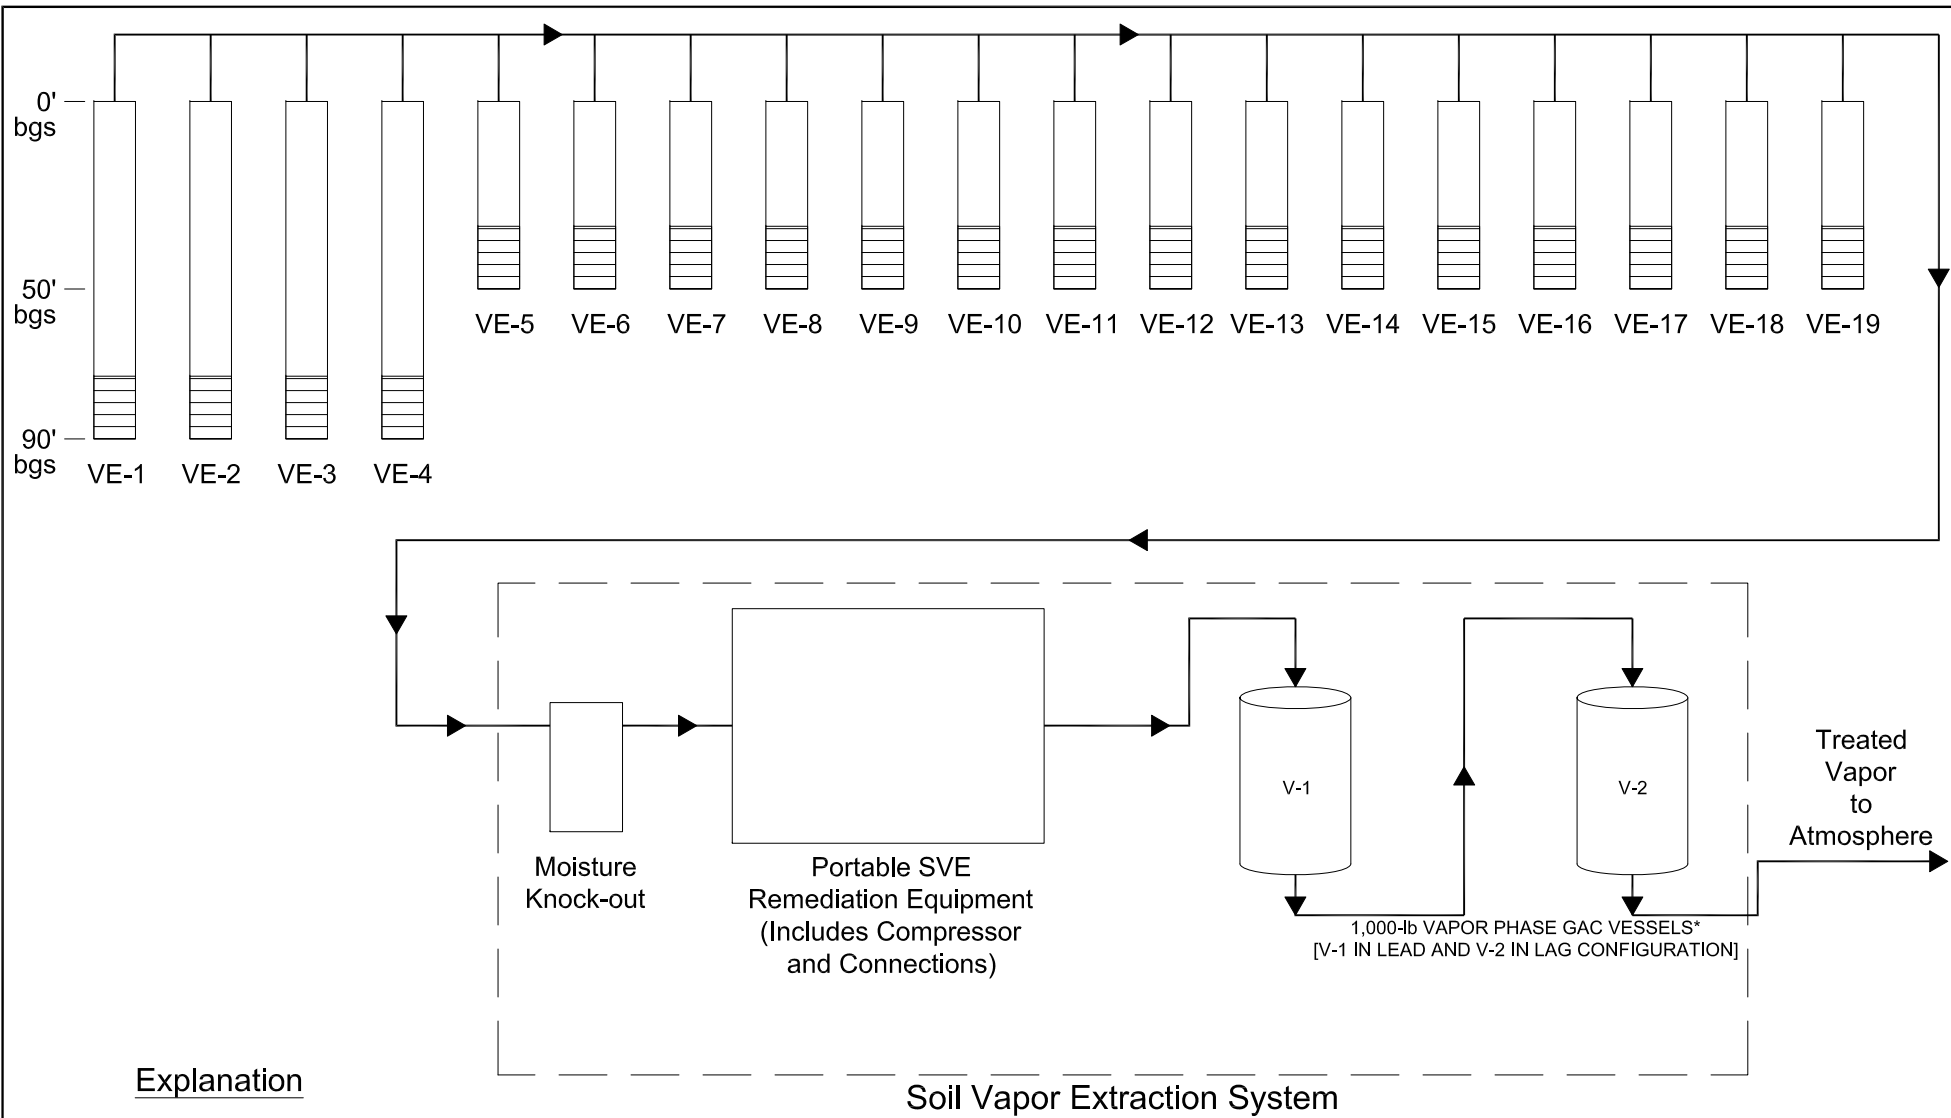 0'
bgs
50'
bgs
90'
bgs
VE-1
VE-2
VE-3
VE-4
VE-5
VE-6
VE-7
VE-8
VE-9
VE-10
VE-11
VE-12
VE-13
VE-14
VE-15
VE-16
VE-17
VE-18
VE-19
Moisture
Knock-out
Portable SVE
Remediation Equipment
(Includes Compressor
and Connections)
V-1
V-2
1,000-lb VAPOR PHASE GAC VESSELS*
[V-1 IN LEAD AND V-2 IN LAG CONFIGURATION]
Treated
Vapor
to
Atmosphere
Explanation
Soil Vapor Extraction System